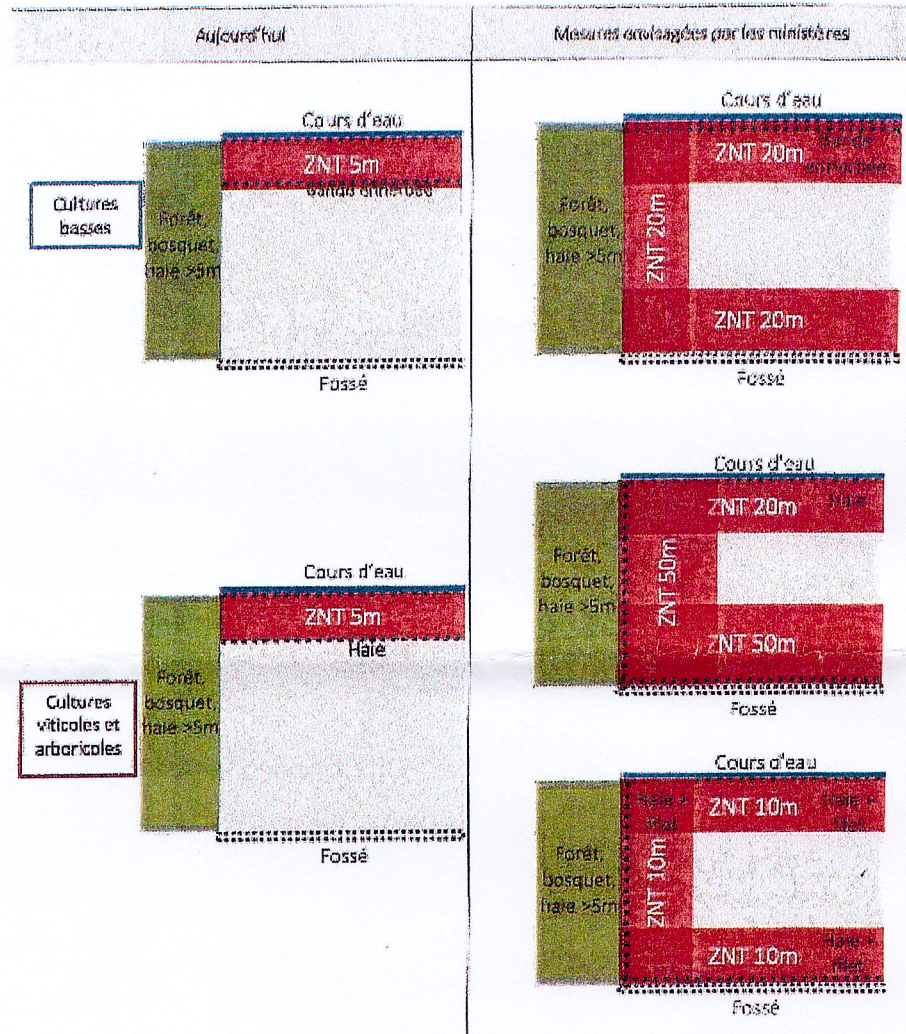 Aujourd'hui
Mesures envisagées par les ministères
Cours d'eau
ZNT 5m
Bande enherbée
Cultures
basses
Forêt,
bosquet,
haie >5m
Fossé
Cours d'eau
ZNT 20m
Bande
enherbée
Forêt,
bosquet,
haie >5m
ZNT 20m
ZNT 20m
Fossé
Cours d'eau
ZNT 5m
Haie
Cultures
viticoles et
arboricoles
Forêt,
bosquet,
haie >5m
Fossé
Cours d'eau
ZNT 20m
Haie
Forêt,
bosquet,
haie >5m
ZNT 50m
ZNT 50m
Fossé
Cours d'eau
Haie +
filet
ZNT 10m
Haie +
filet
Forêt,
bosquet,
haie >5m
ZNT 10m
ZNT 10m
Haie +
filet
Fossé